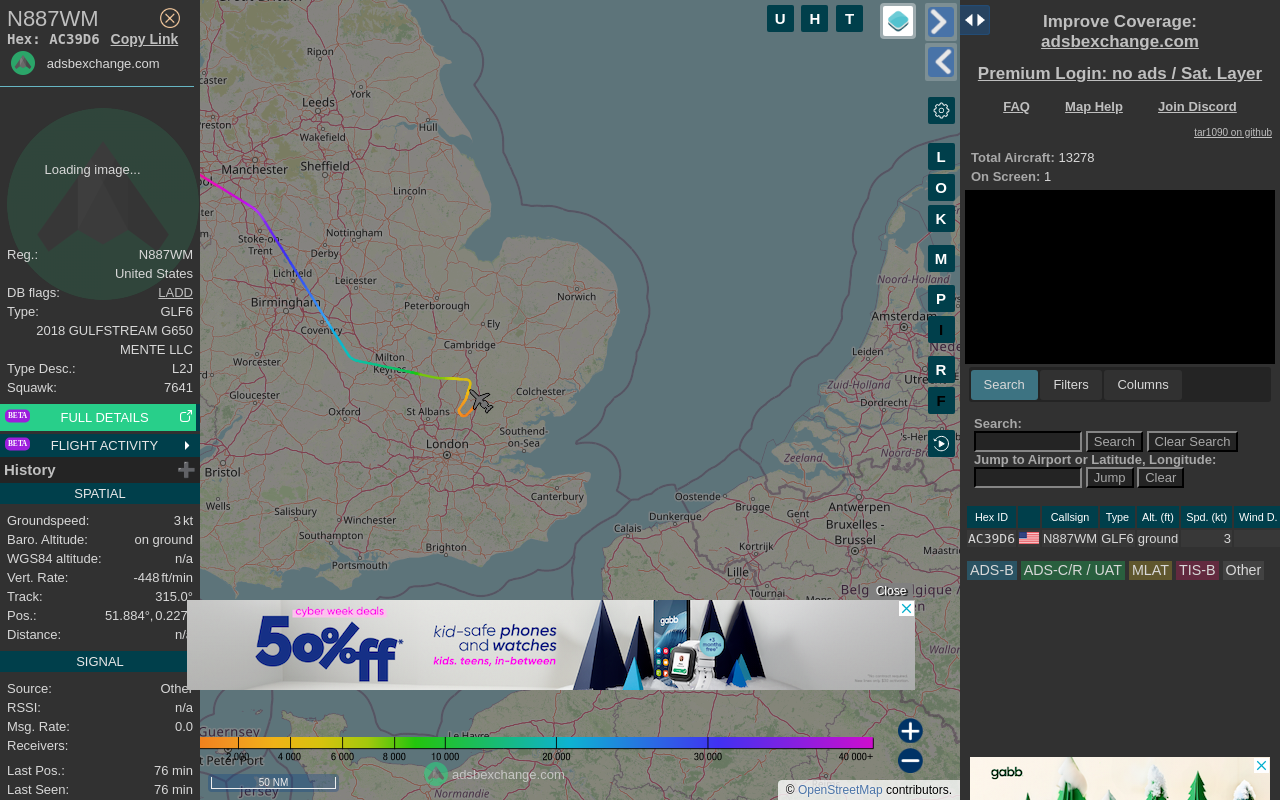 N887WM
Hex: AC39D6 Copy Link
adsbexchange.com
Loading image...
Reg.: N887WM
United States
DB flags: LADD
Type: GLF6
2018 GULFSTREAM G650
MENTE LLC
Type Desc.: L2J
Squawk: 7641
BETA FULL DETAILS
BETA FLIGHT ACTIVITY
History
SPATIAL
Groundspeed: 3 kt
Baro. Altitude: on ground
WGS84 altitude: n/a
Vert. Rate: -448 ft/min
Track: 315.0°
Pos.: 51.884°, 0.227°
Distance: n/a
SIGNAL
Source: Other
RSSI: n/a
Msg. Rate: 0.0
Receivers:
Last Pos.: 76 min
Last Seen: 76 min
U H T
L
O
K
M
P
I
R
F
Ripon
York
Leeds
Hull
Wakefield
Manchester
Sheffield
Lincoln
Stoke-on-
Trent
Nottingham
Derby
Lichfield
Leicester
Norwich
Birmingham
Peterborough
Coventry
Ely
Cambridge
Worcester
Milton
Keynes
Colchester
Gloucester
Oxford
St Albans
Southend-
on-Sea
London
Bristol
Wells
Salisbury
Winchester
Canterbury
Southampton
Brighton
Portsmouth
Noord-Holland
Amsterdam
Leiden
Zuid-Holland
Dordrecht
Zeeland
Oostende
Brugge
Antwerpen
Dunkerque
Gent
Calais
Bruxelles -
Brussel
Kortrijk
Lille
Tournai
Guernsey
Le Havre
t Peter Port
Jersey
Normandie
Close
cyber week deals
50%off*
kid-safe phones
and watches
kids. teens, in-between
gabb
2 000 4 000 6 000 8 000 10 000 20 000 30 000 40 000+
adsbexchange.com
50 NM
© OpenStreetMap contributors.
Improve Coverage:
adsbexchange.com
Premium Login: no ads / Sat. Layer
FAQ Map Help Join Discord
tar1090 on github
Total Aircraft: 13278
On Screen: 1
Search Filters Columns
Search:
Search Clear Search
Jump to Airport or Latitude, Longitude:
Jump Clear
Hex ID Callsign Type Alt. (ft) Spd. (kt) Wind D.
AC39D6 N887WM GLF6 ground 3
ADS-B ADS-C/R / UAT MLAT TIS-B Other
gabb